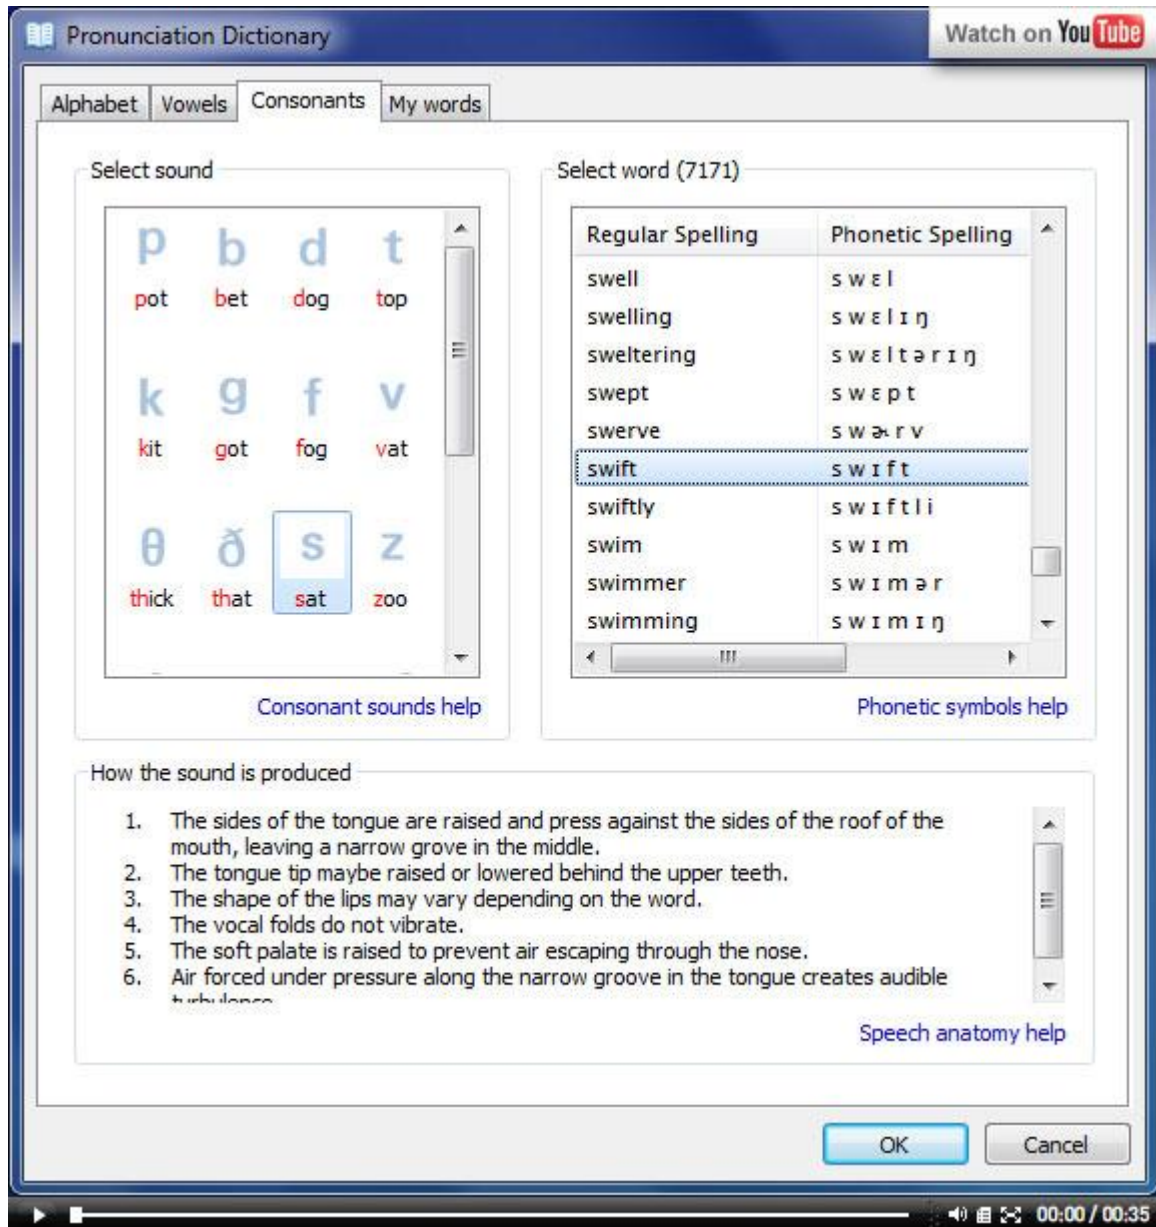 Pronunciation Dictionary
Watch on YouTube
Alphabet Vowels Consonants My words
Select sound
p b d t
pot bet dog top
k g f v
kit got fog vat
θ ð s z
thick that sat zoo
Consonant sounds help
Select word (7171)
Regular Spelling Phonetic Spelling
swell s w ɛ l
swelling s w ɛ l ɪ ŋ
sweltering s w ɛ l t ə r ɪ ŋ
swept s w ɛ p t
swerve s w ɚ r v
swift s w ɪ f t
swiftly s w ɪ f t l i
swim s w ɪ m
swimmer s w ɪ m ə r
swimming s w ɪ m ɪ ŋ
Phonetic symbols help
How the sound is produced
1. The sides of the tongue are raised and press against the sides of the roof of the
mouth, leaving a narrow grove in the middle.
2. The tongue tip maybe raised or lowered behind the upper teeth.
3. The shape of the lips may vary depending on the word.
4. The vocal folds do not vibrate.
5. The soft palate is raised to prevent air escaping through the nose.
6. Air forced under pressure along the narrow groove in the tongue creates audible
turbulence
Speech anatomy help
OK Cancel
00:00 / 00:35